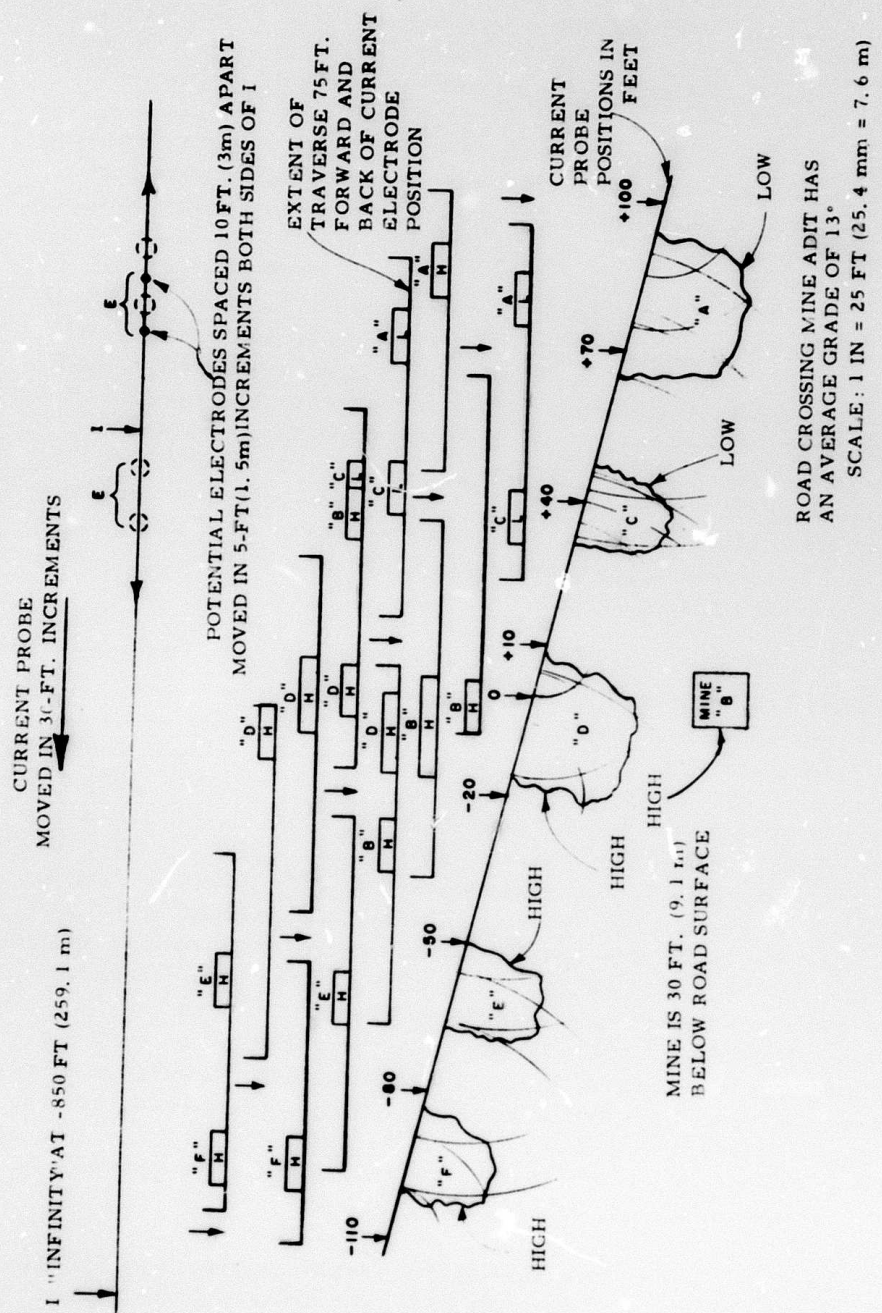 CURRENT PROBE
MOVED IN 30-FT. INCREMENTS
I "INFINITY" AT -850 FT (259.1 m)
E
I
E
POTENTIAL ELECTRODES SPACED 10 FT. (3m) APART
MOVED IN 5-FT(1.5m)INCREMENTS BOTH SIDES OF I
EXTENT OF
TRAVERSE 75 FT.
FORWARD AND
BACK OF CURRENT
ELECTRODE
POSITION
"F"
H
"E"
H
"D"
H
"F"
H
"D"
H
"E"
H
"D"
H
"B" "C"
H L
"B"
H
"D"
H
"C"
L
"A"
L
"B"
H
"A"
H
"B"
H
"C"
L
"A"
L
CURRENT
PROBE
POSITIONS IN
FEET
-110
-80
-50
-20
0
+10
+40
+70
+100
"F"
HIGH
"E"
HIGH
"D"
HIGH
"C"
LOW
"A"
LOW
HIGH
MINE
"B"
MINE IS 30 FT. (9.1 m)
BELOW ROAD SURFACE
ROAD CROSSING MINE ADIT HAS
AN AVERAGE GRADE OF 13°
SCALE: 1 IN = 25 FT (25.4 mm = 7.6 m)